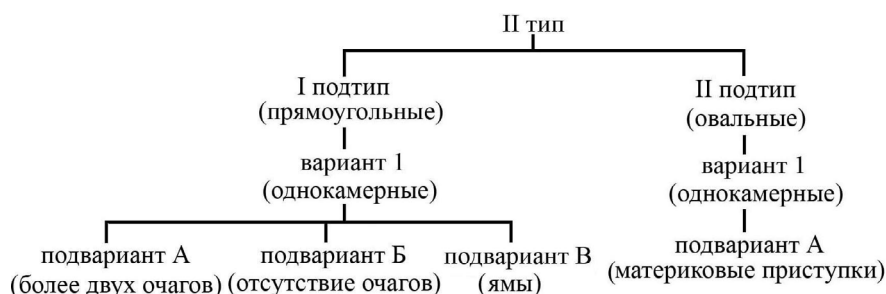 II тип
I подтип
(прямоугольные)
II подтип
(овальные)
вариант 1
(однокамерные)
вариант 1
(однокамерные)
подвариант А
(более двух очагов)
подвариант Б
(отсутствие очагов)
подвариант В
(ямы)
подвариант А
(материковые приступки)